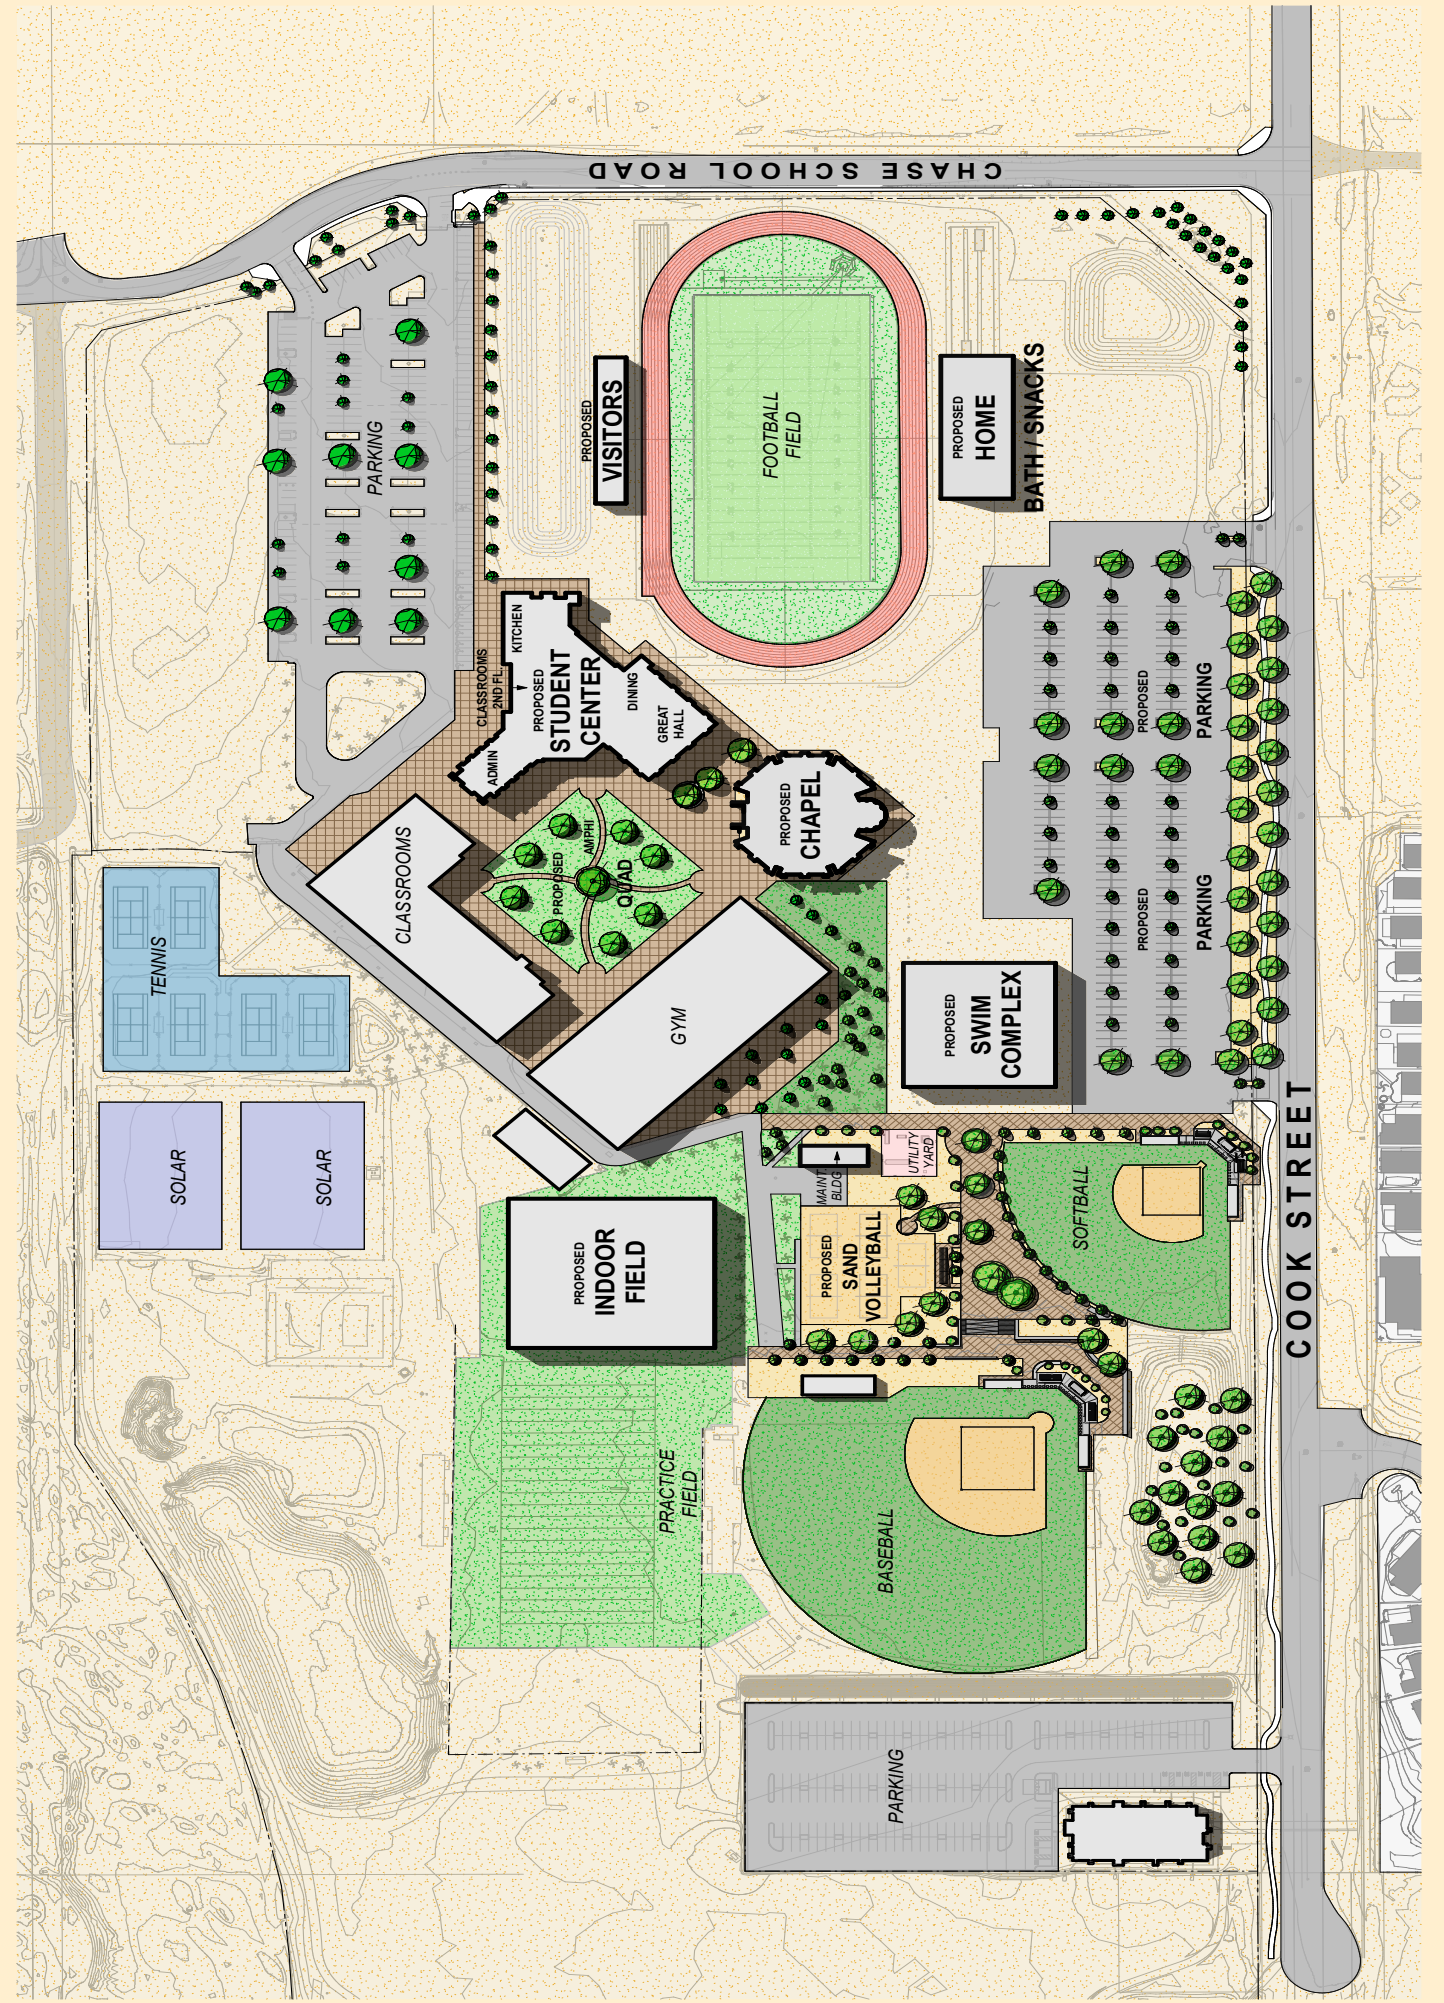 CHASE SCHOOL ROAD
PARKING
PROPOSED
VISITORS
FOOTBALL
FIELD
PROPOSED
HOME
BATH / SNACKS
CLASSROOMS
2ND FL.
KITCHEN
PROPOSED
STUDENT
CENTER
ADMIN
DINING
GREAT
HALL
PROPOSED
CHAPEL
PROPOSED
PARKING
PROPOSED
PARKING
CLASSROOMS
PROPOSED
QUAD
AMPHI
GYM
TENNIS
SOLAR
SOLAR
PROPOSED
SWIM
COMPLEX
PROPOSED
INDOOR
FIELD
MAINT.
BLDG
UTILITY
YARD
PROPOSED
SAND
VOLLEYBALL
SOFTBALL
COOK STREET
PRACTICE
FIELD
BASEBALL
PARKING